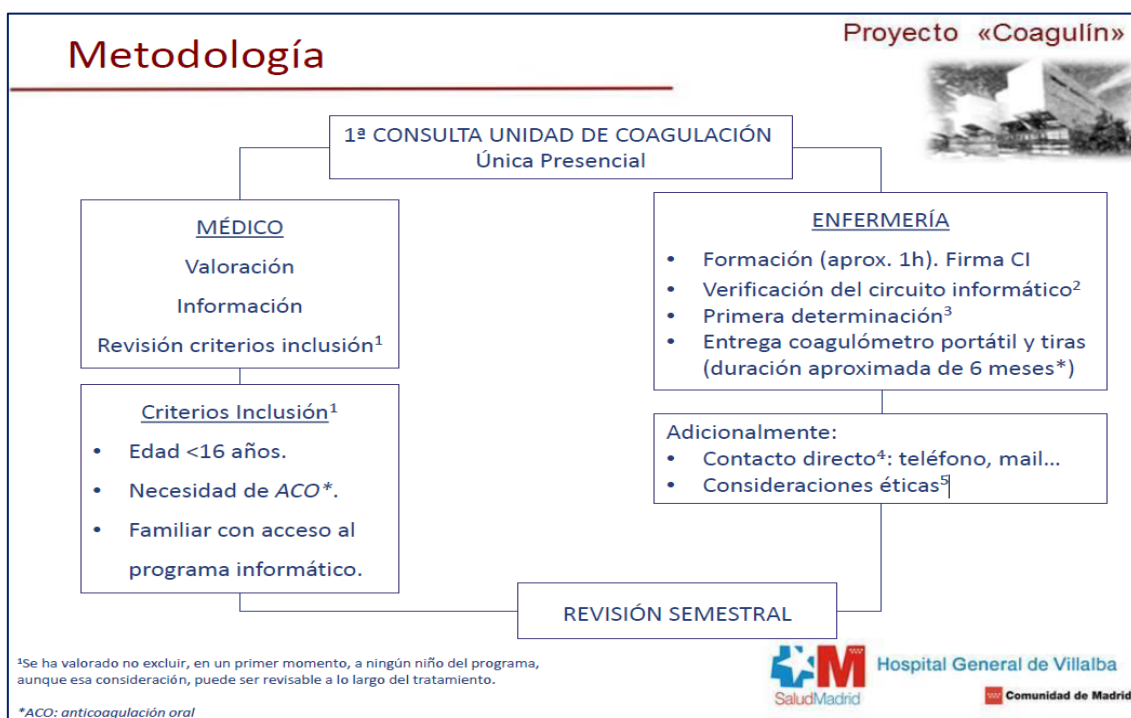 Metodología
Proyecto «Coagulín»
1ª CONSULTA UNIDAD DE COAGULACIÓN
Única Presencial
MÉDICO
Valoración
Información
Revisión criterios inclusión¹
Criterios Inclusión¹
• Edad <16 años.
• Necesidad de ACO*.
• Familiar con acceso al
programa informático.
ENFERMERÍA
• Formación (aprox. 1h). Firma CI
• Verificación del circuito informático²
• Primera determinación³
• Entrega coagulómetro portátil y tiras
(duración aproximada de 6 meses*)
Adicionalmente:
• Contacto directo⁴: teléfono, mail...
• Consideraciones éticas⁵
REVISIÓN SEMESTRAL
¹Se ha valorado no excluir, en un primer momento, a ningún niño del programa,
aunque esa consideración, puede ser revisable a lo largo del tratamiento.
*ACO: anticoagulación oral
M
SaludMadrid
Hospital General de Villalba
Comunidad de Madrid